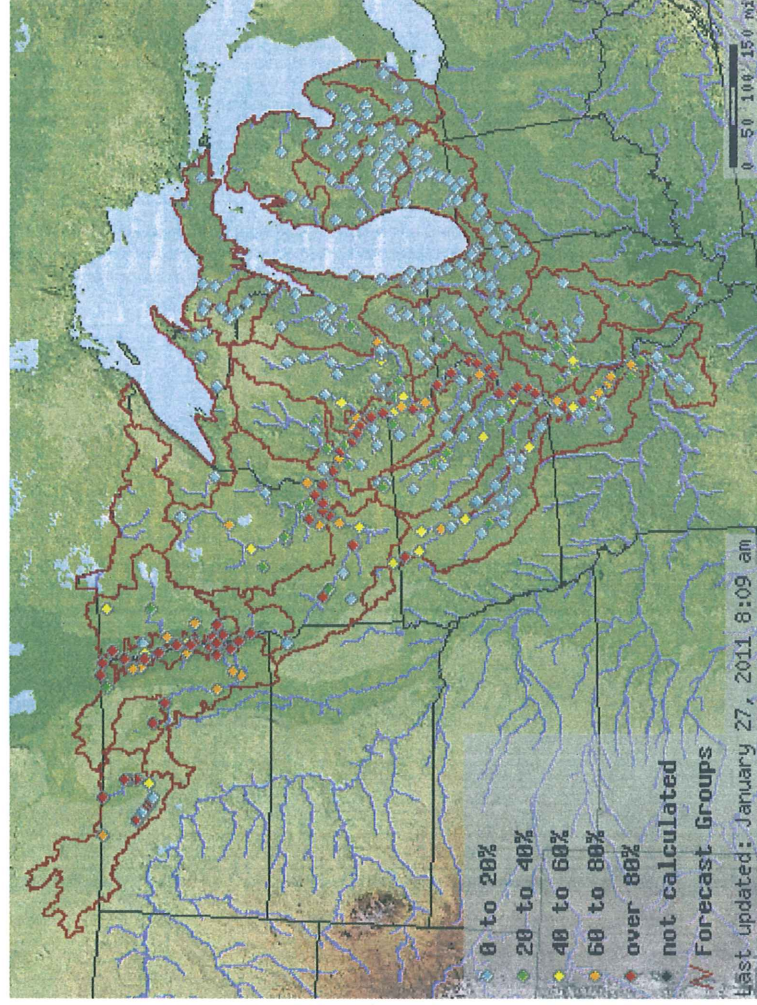 0 to 20%
20 to 40%
40 to 60%
60 to 80%
over 80%
not calculated
Forecast Groups
Last updated: January 27, 2011 8:09 am
0 50 100 150 mi